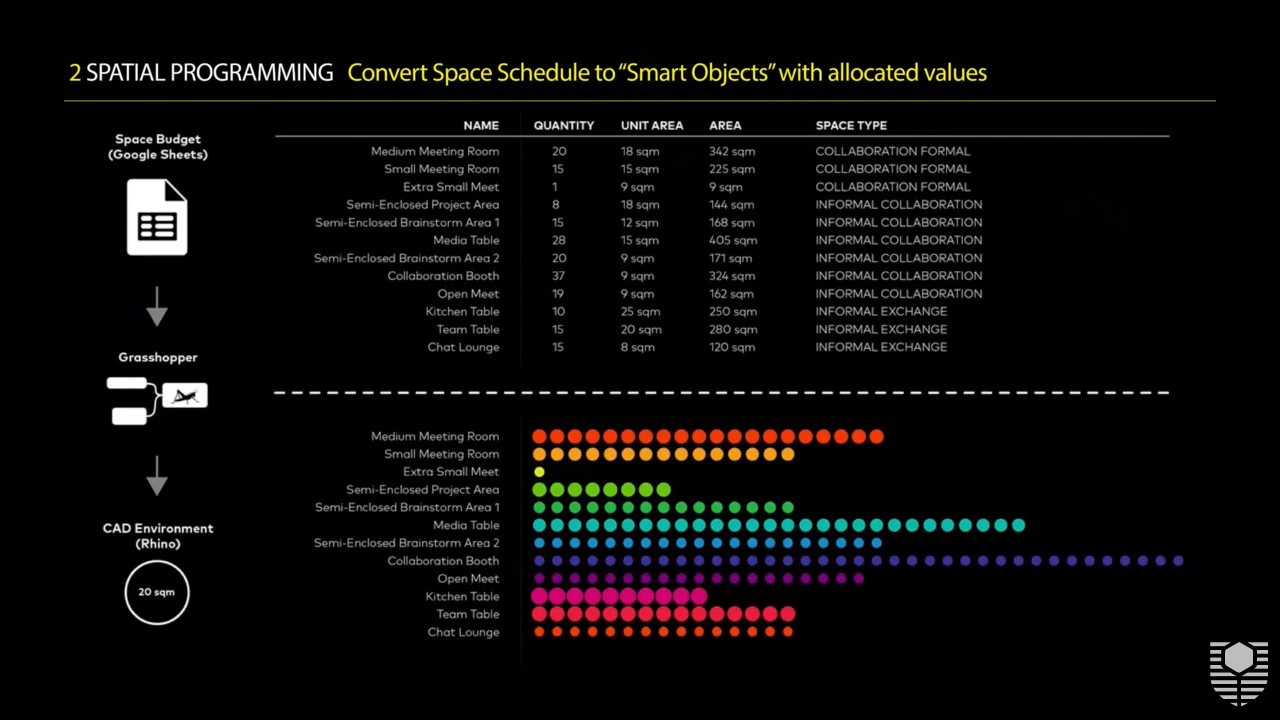 2 SPATIAL PROGRAMMING Convert Space Schedule to “Smart Objects” with allocated values
Space Budget
(Google Sheets)
Grasshopper
CAD Environment
(Rhino)
20 sqm
NAME QUANTITY UNIT AREA AREA SPACE TYPE
Medium Meeting Room 20 18 sqm 342 sqm COLLABORATION FORMAL
Small Meeting Room 15 15 sqm 225 sqm COLLABORATION FORMAL
Extra Small Meet 1 9 sqm 9 sqm COLLABORATION FORMAL
Semi-Enclosed Project Area 8 18 sqm 144 sqm INFORMAL COLLABORATION
Semi-Enclosed Brainstorm Area 1 15 12 sqm 168 sqm INFORMAL COLLABORATION
Media Table 28 15 sqm 405 sqm INFORMAL COLLABORATION
Semi-Enclosed Brainstorm Area 2 20 9 sqm 171 sqm INFORMAL COLLABORATION
Collaboration Booth 37 9 sqm 324 sqm INFORMAL COLLABORATION
Open Meet 19 9 sqm 162 sqm INFORMAL COLLABORATION
Kitchen Table 10 25 sqm 250 sqm INFORMAL EXCHANGE
Team Table 15 20 sqm 280 sqm INFORMAL EXCHANGE
Chat Lounge 15 8 sqm 120 sqm INFORMAL EXCHANGE
Medium Meeting Room
Small Meeting Room
Extra Small Meet
Semi-Enclosed Project Area
Semi-Enclosed Brainstorm Area 1
Media Table
Semi-Enclosed Brainstorm Area 2
Collaboration Booth
Open Meet
Kitchen Table
Team Table
Chat Lounge